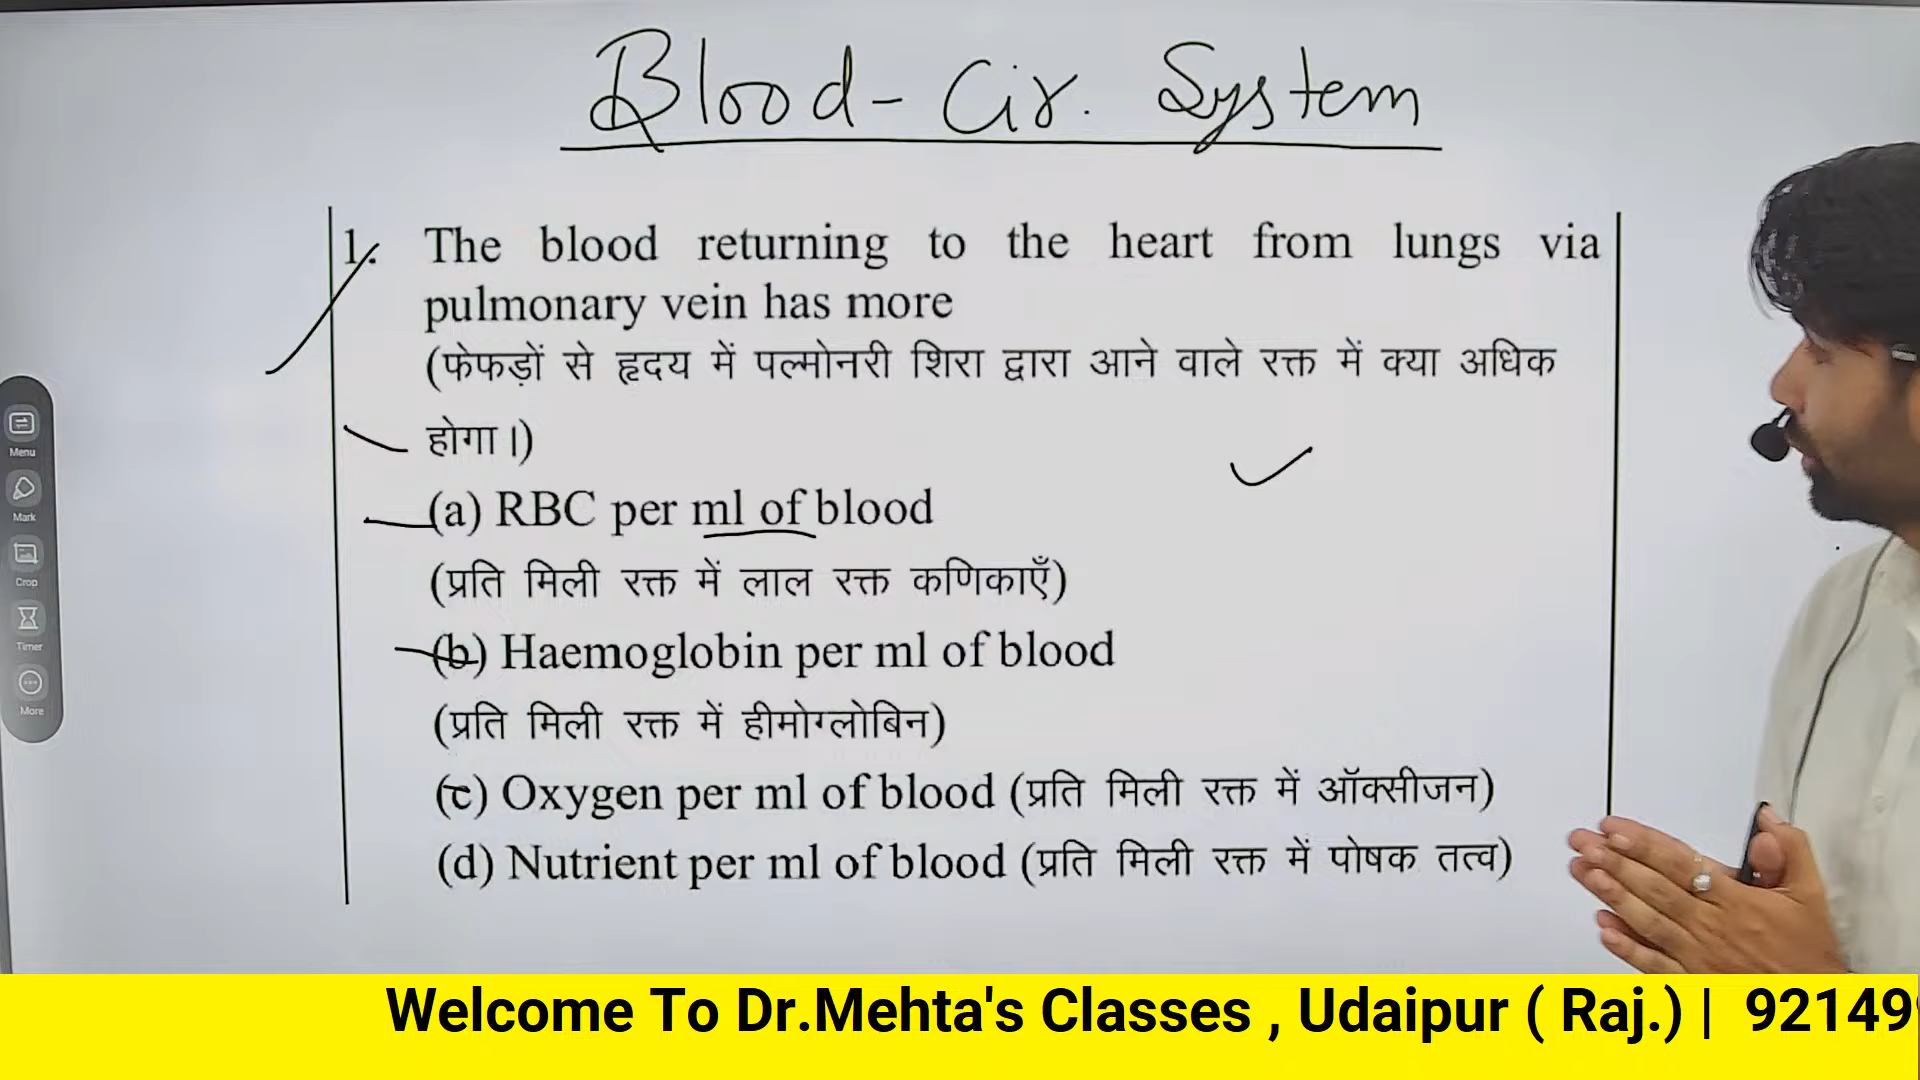 Blood - Cir. System
1. The blood returning to the heart from lungs via
pulmonary vein has more
(फेफड़ों से हृदय में पल्मोनरी शिरा द्वारा आने वाले रक्त में क्या अधिक
होगा।)
(a) RBC per ml of blood
(प्रति मिली रक्त में लाल रक्त कणिकाएँ)
(b) Haemoglobin per ml of blood
(प्रति मिली रक्त में हीमोग्लोबिन)
(c) Oxygen per ml of blood (प्रति मिली रक्त में ऑक्सीजन)
(d) Nutrient per ml of blood (प्रति मिली रक्त में पोषक तत्व)
Menu
Mark
Crop
Timer
More
Welcome To Dr.Mehta's Classes , Udaipur ( Raj.) | 92149